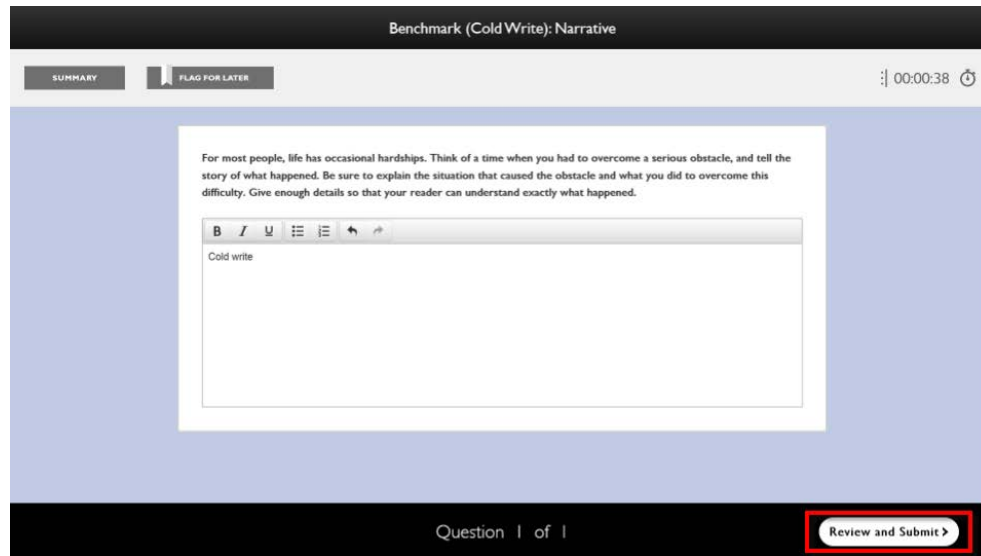 Benchmark (Cold Write): Narrative
SUMMARY
FLAG FOR LATER
00:00:38
For most people, life has occasional hardships. Think of a time when you had to overcome a serious obstacle, and tell the
story of what happened. Be sure to explain the situation that caused the obstacle and what you did to overcome this
difficulty. Give enough details so that your reader can understand exactly what happened.
B I U
Cold write
Question 1 of 1
Review and Submit >